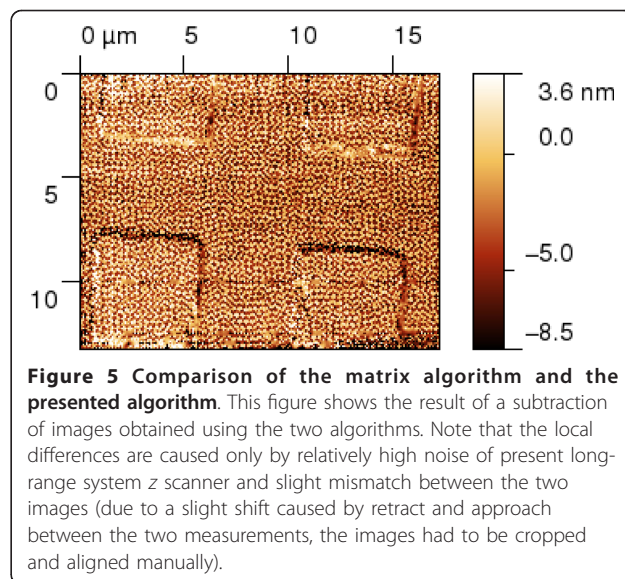 0 μm 5 10 15
0
5
10
3.6 nm
0.0
−5.0
−8.5
Figure 5 Comparison of the matrix algorithm and the
presented algorithm. This figure shows the result of a subtraction
of images obtained using the two algorithms. Note that the local
differences are caused only by relatively high noise of present long-
range system z scanner and slight mismatch between the two
images (due to a slight shift caused by retract and approach
between the two measurements, the images had to be cropped
and aligned manually).